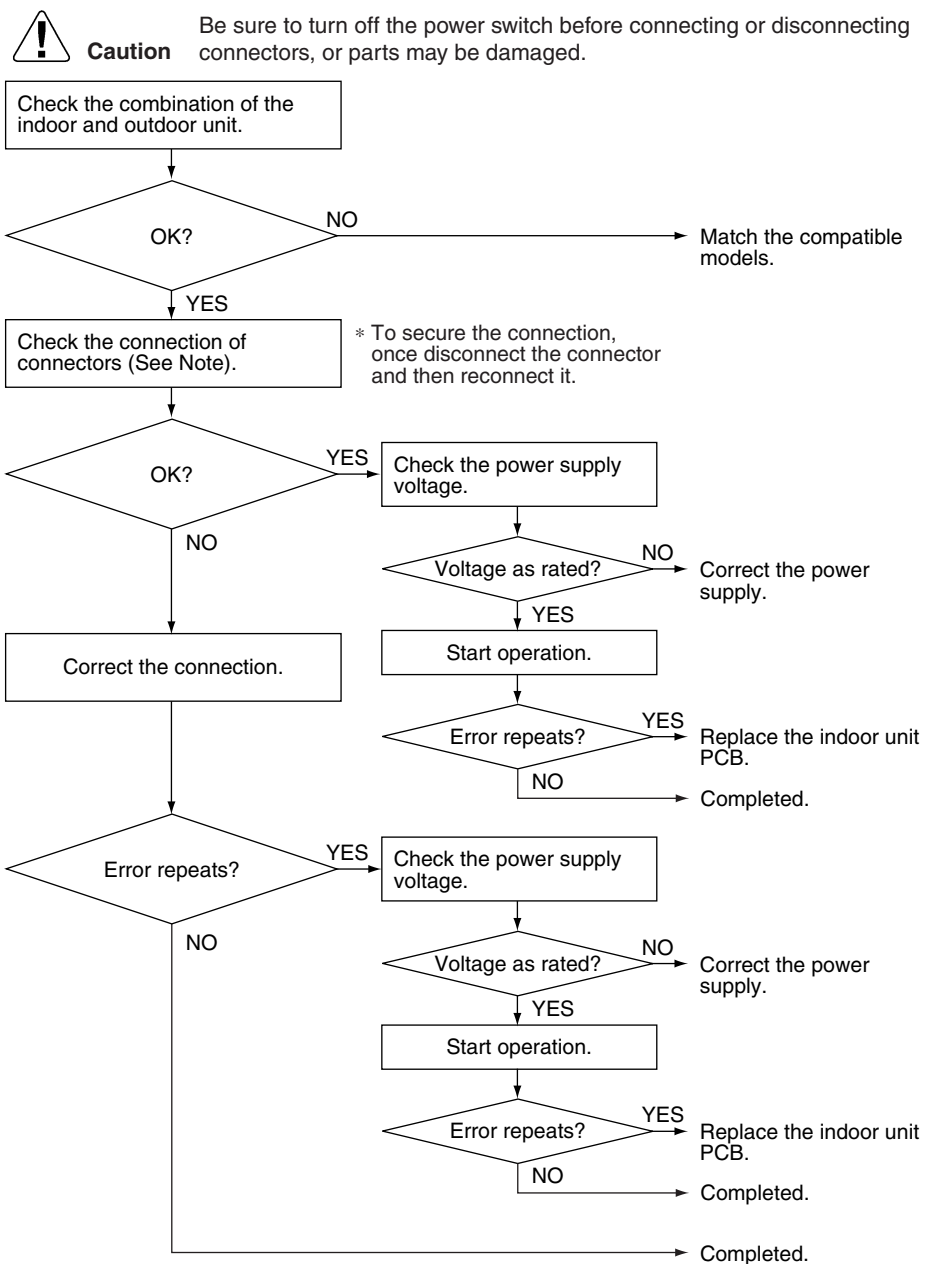 Caution
Be sure to turn off the power switch before connecting or disconnecting
connectors, or parts may be damaged.
Check the combination of the
indoor and outdoor unit.
OK?
NO
Match the compatible
models.
YES
Check the connection of
connectors (See Note).
* To secure the connection,
once disconnect the connector
and then reconnect it.
OK?
YES
Check the power supply
voltage.
NO
Voltage as rated?
NO
Correct the power
supply.
YES
Correct the connection.
Start operation.
Error repeats?
YES
Replace the indoor unit
PCB.
NO
Completed.
Error repeats?
YES
Check the power supply
voltage.
NO
Voltage as rated?
NO
Correct the power
supply.
YES
Start operation.
Error repeats?
YES
Replace the indoor unit
PCB.
NO
Completed.
Completed.